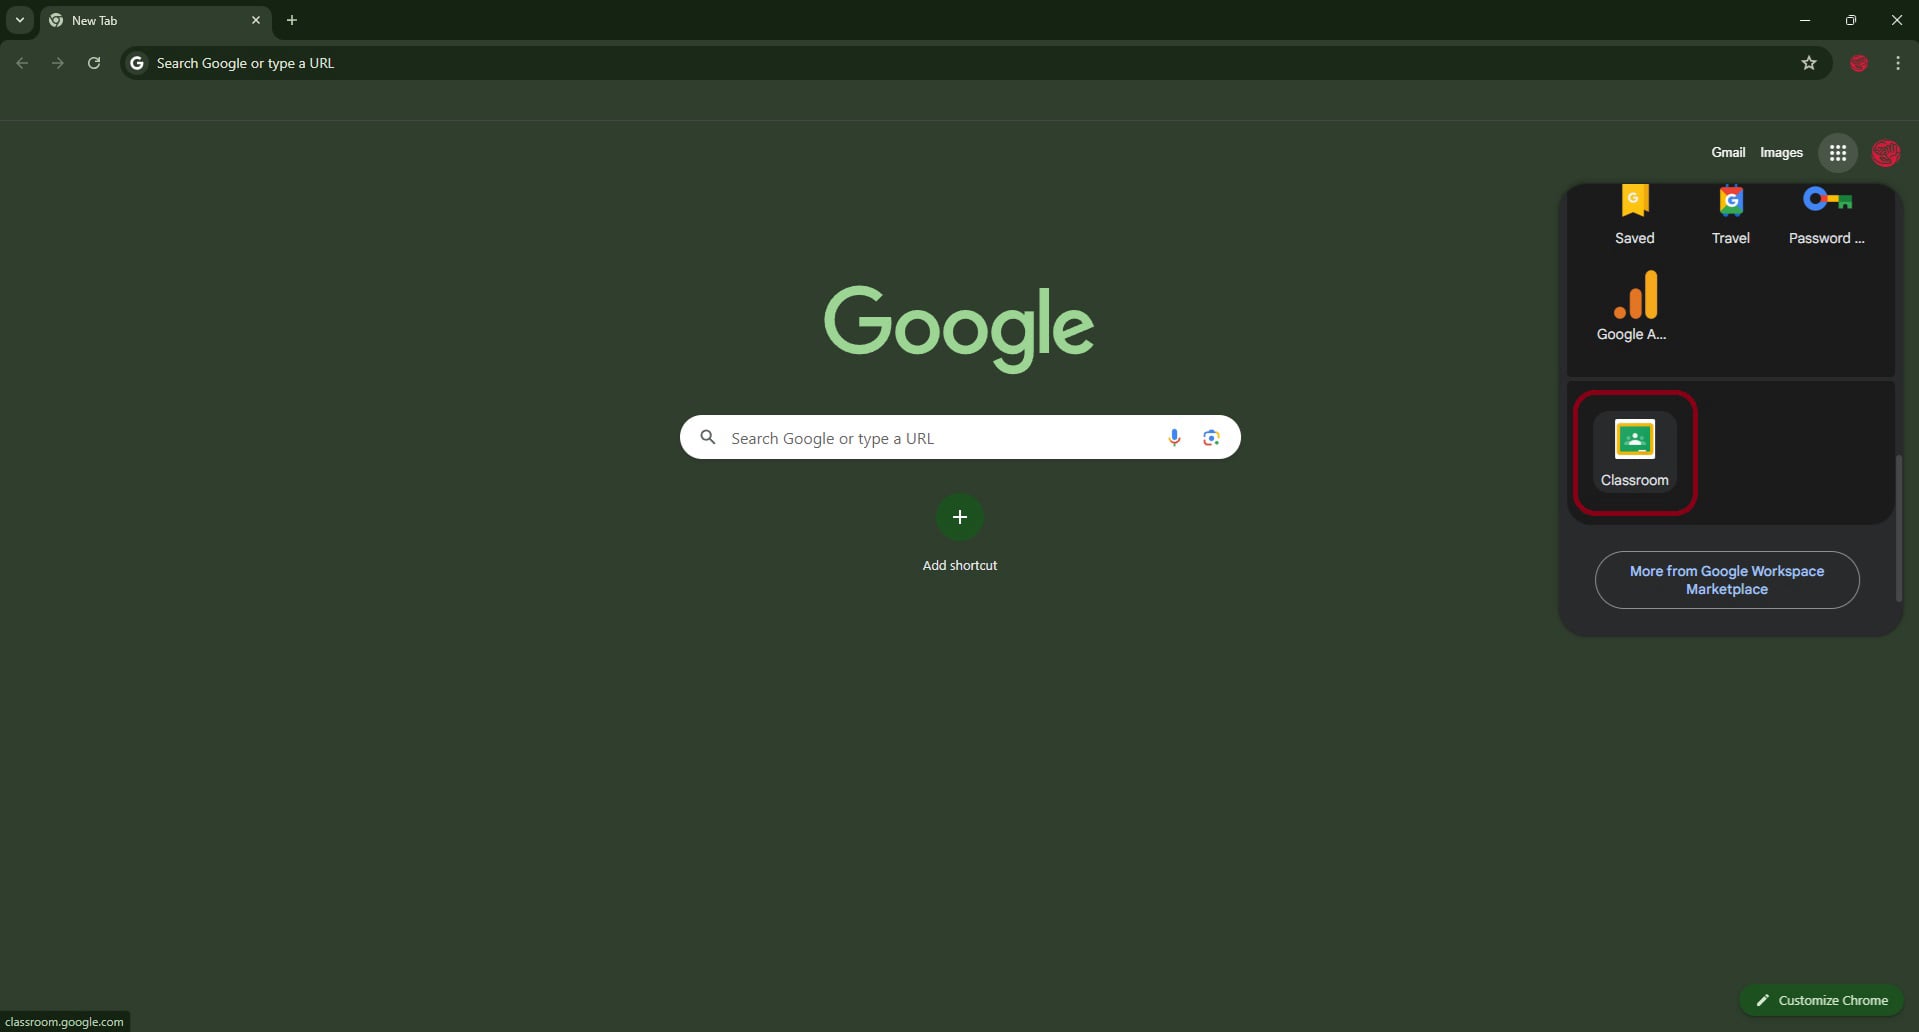 New Tab
Search Google or type a URL
Gmail Images
Saved Travel Password ...
Google A...
Google
Search Google or type a URL
Add shortcut
Classroom
More from Google Workspace
Marketplace
Customize Chrome
classroom.google.com